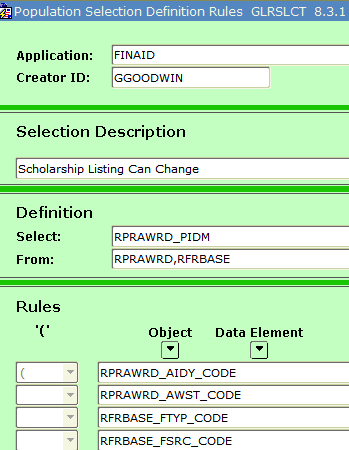 Population Selection Definition Rules GLRSLCT 8.3.1
Application: FINAID
Creator ID: GGOODWIN
Selection Description
Scholarship Listing Can Change
Definition
Select: RPRAWRD_PIDM
From: RPRAWRD,RFRBASE
Rules
'(' Object Data Element
( RPRAWRD_AIDY_CODE
RPRAWRD_AWST_CODE
RFRBASE_FTYP_CODE
RFRBASE_FSRC_CODE